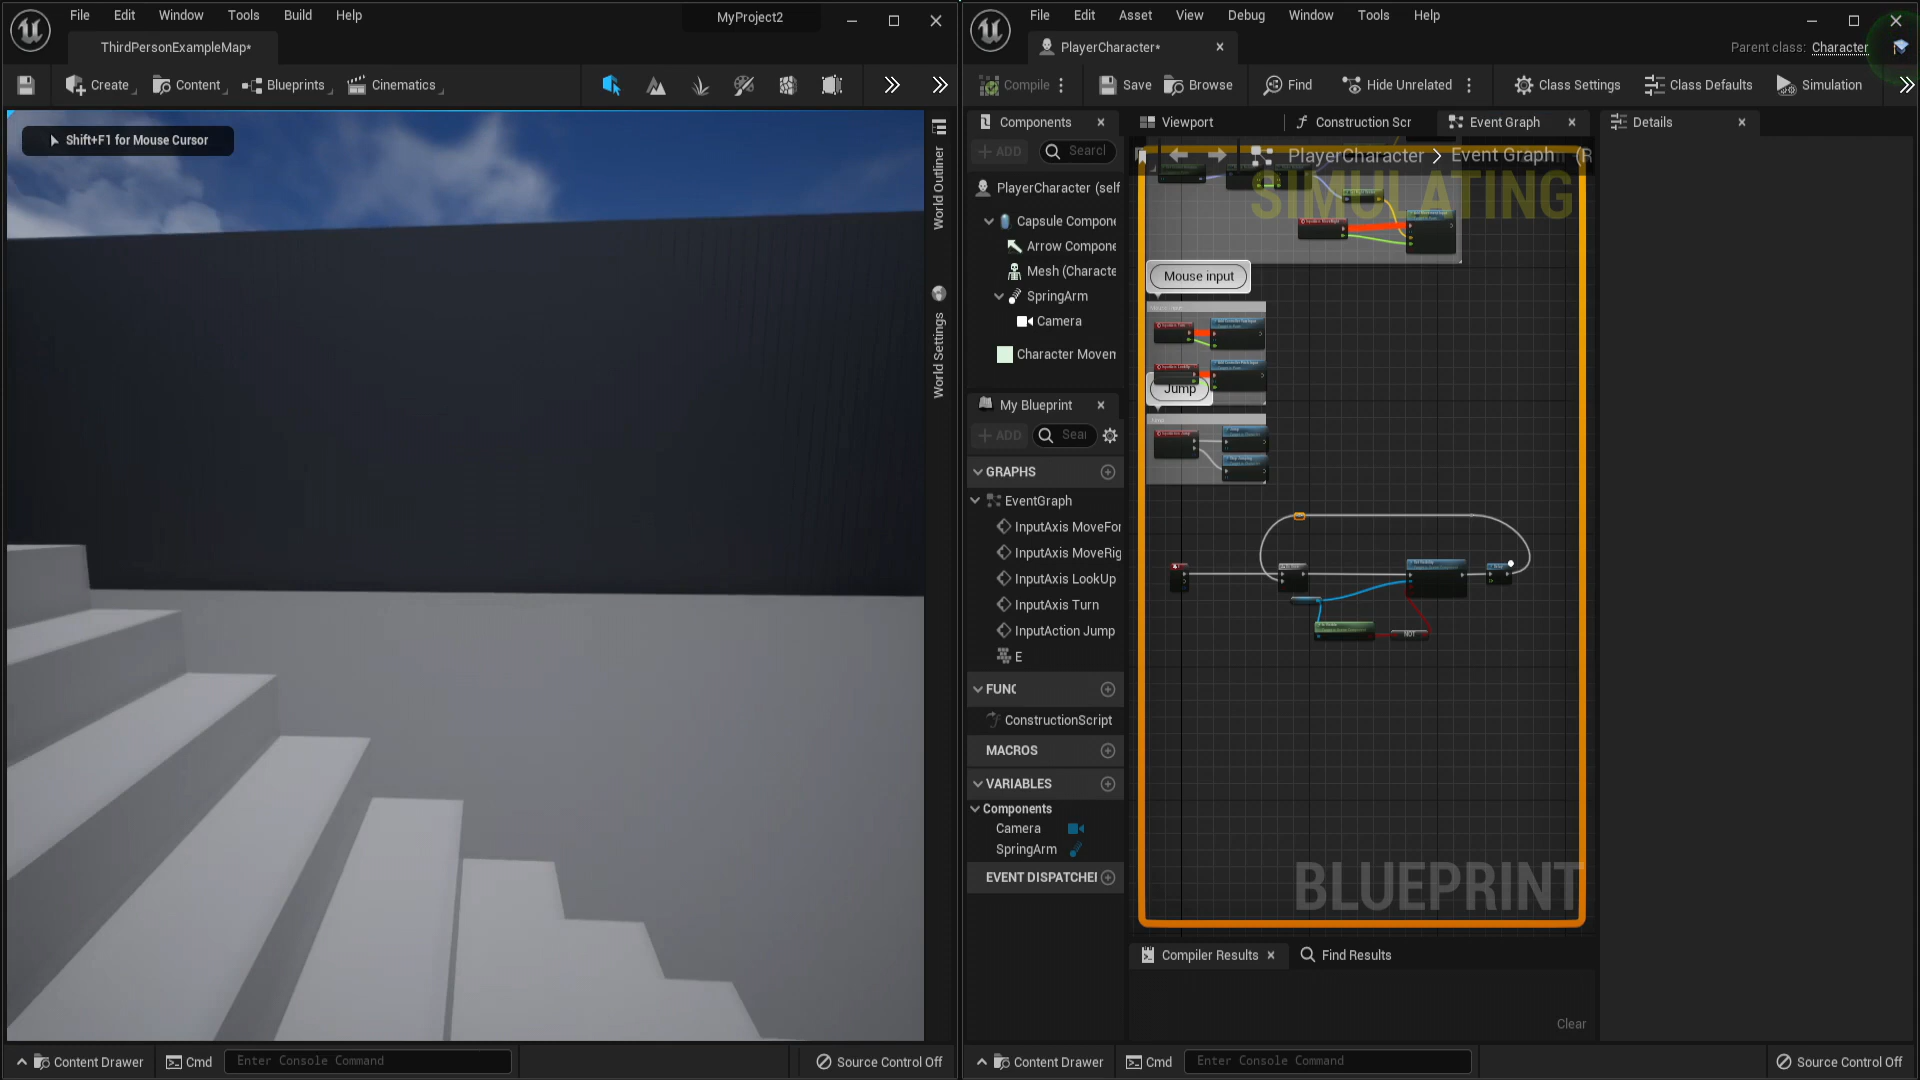 File Edit Window Tools Build Help
MyProject2
ThirdPersonExampleMap*
Create Content Blueprints Cinematics
Shift+F1 for Mouse Cursor
World Outliner
World Settings
Content Drawer Cmd Enter Console Command Source Control Off
File Edit Asset View Debug Window Tools Help
PlayerCharacter*
Parent class: Character
Compile Save Browse Find Hide Unrelated Class Settings Class Defaults Simulation
Components
ADD
PlayerCharacter (self
Capsule Compone
Arrow Compone
Mesh (Characte
SpringArm
Camera
Character Movem
My Blueprint
ADD Sear
GRAPHS
EventGraph
InputAxis MoveFor
InputAxis MoveRig
InputAxis LookUp
InputAxis Turn
InputAction Jump
E
FUNC
ConstructionScript
MACROS
VARIABLES
Components
Camera
SpringArm
EVENT DISPATCHE
Viewport Construction Scr Event Graph
PlayerCharacter > Event Graph
SIMULATING
Mouse input
Jump
NOT
BLUEPRINT
Compiler Results Find Results
Clear
Details
Content Drawer Cmd Enter Console Command Source Control Off